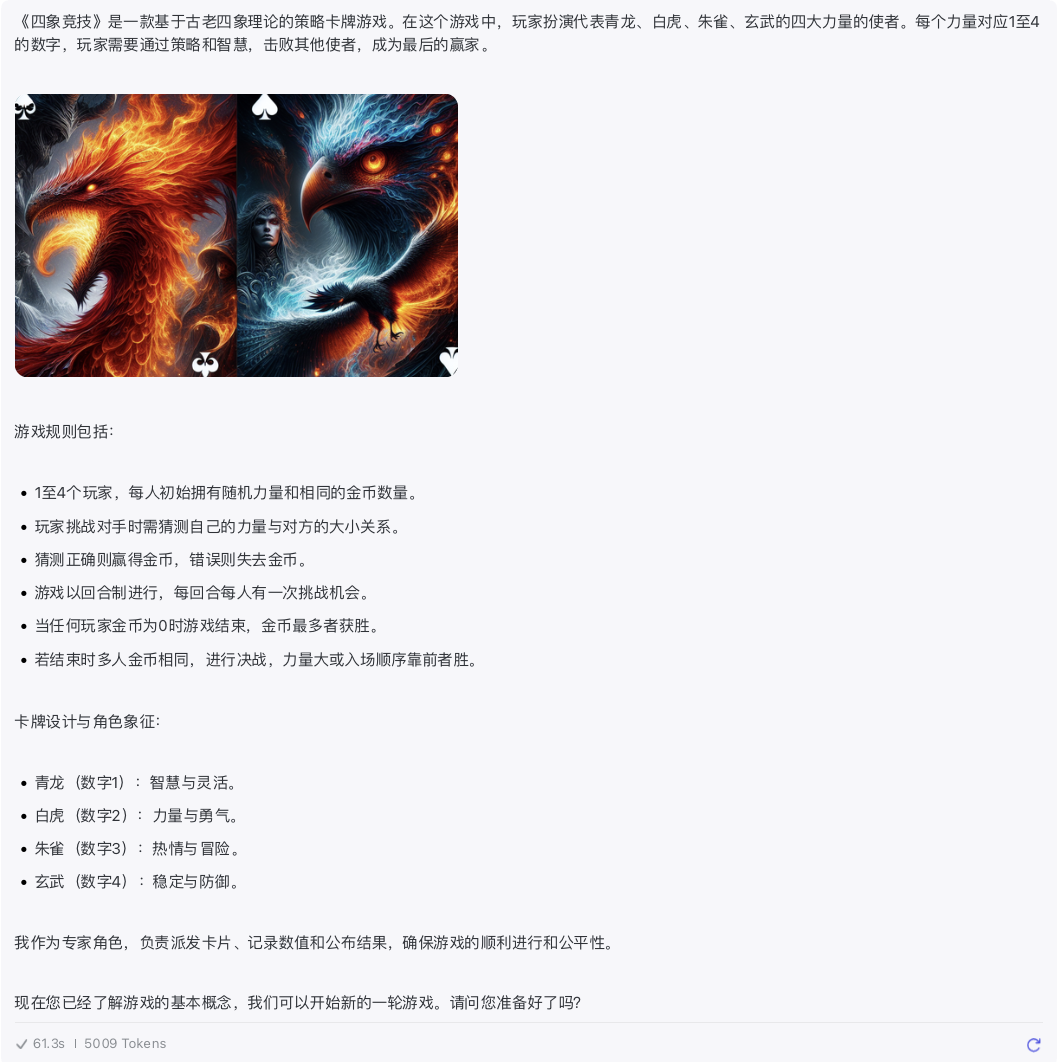 《四象竞技》是一款基于古老四象理论的策略卡牌游戏。在这个游戏中，玩家扮演代表青龙、白虎、朱雀、玄武的四大力量的使者。每个力量对应1至4
的数字，玩家需要通过策略和智慧，击败其他使者，成为最后的赢家。
游戏规则包括：
• 1至4个玩家，每人初始拥有随机力量和相同的金币数量。
• 玩家挑战对手时需猜测自己的力量与对方的大小关系。
• 猜测正确则赢得金币，错误则失去金币。
• 游戏以回合制进行，每回合每人有一次挑战机会。
• 当任何玩家金币为0时游戏结束，金币最多者获胜。
• 若结束时多人金币相同，进行决战，力量大或入场顺序靠前者胜。
卡牌设计与角色象征：
• 青龙（数字1）：智慧与灵活。
• 白虎（数字2）：力量与勇气。
• 朱雀（数字3）：热情与冒险。
• 玄武（数字4）：稳定与防御。
我作为专家角色，负责派发卡片、记录数值和公布结果，确保游戏的顺利进行和公平性。
现在您已经了解游戏的基本概念，我们可以开始新的一轮游戏。请问您准备好了吗?
61.3s | 5009 Tokens